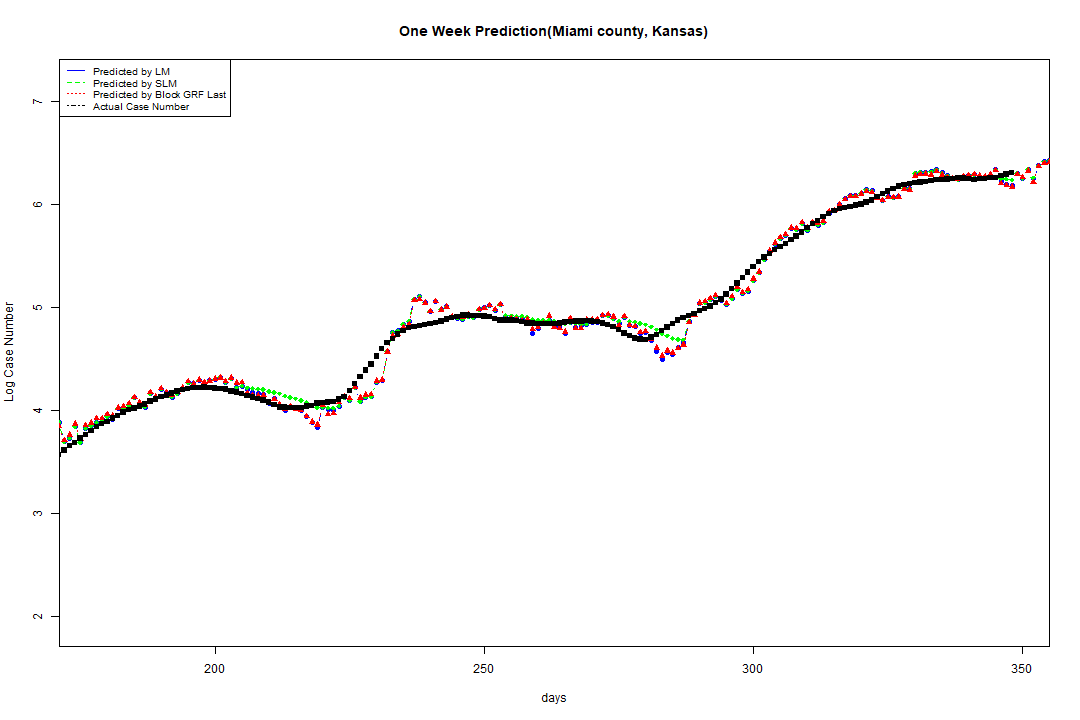 One Week Prediction(Miami county, Kansas)
Predicted by LM
Predicted by SLM
Predicted by Block GRF Last
Actual Case Number
7
6
5
4
3
2
Log Case Number
200
250
300
350
days